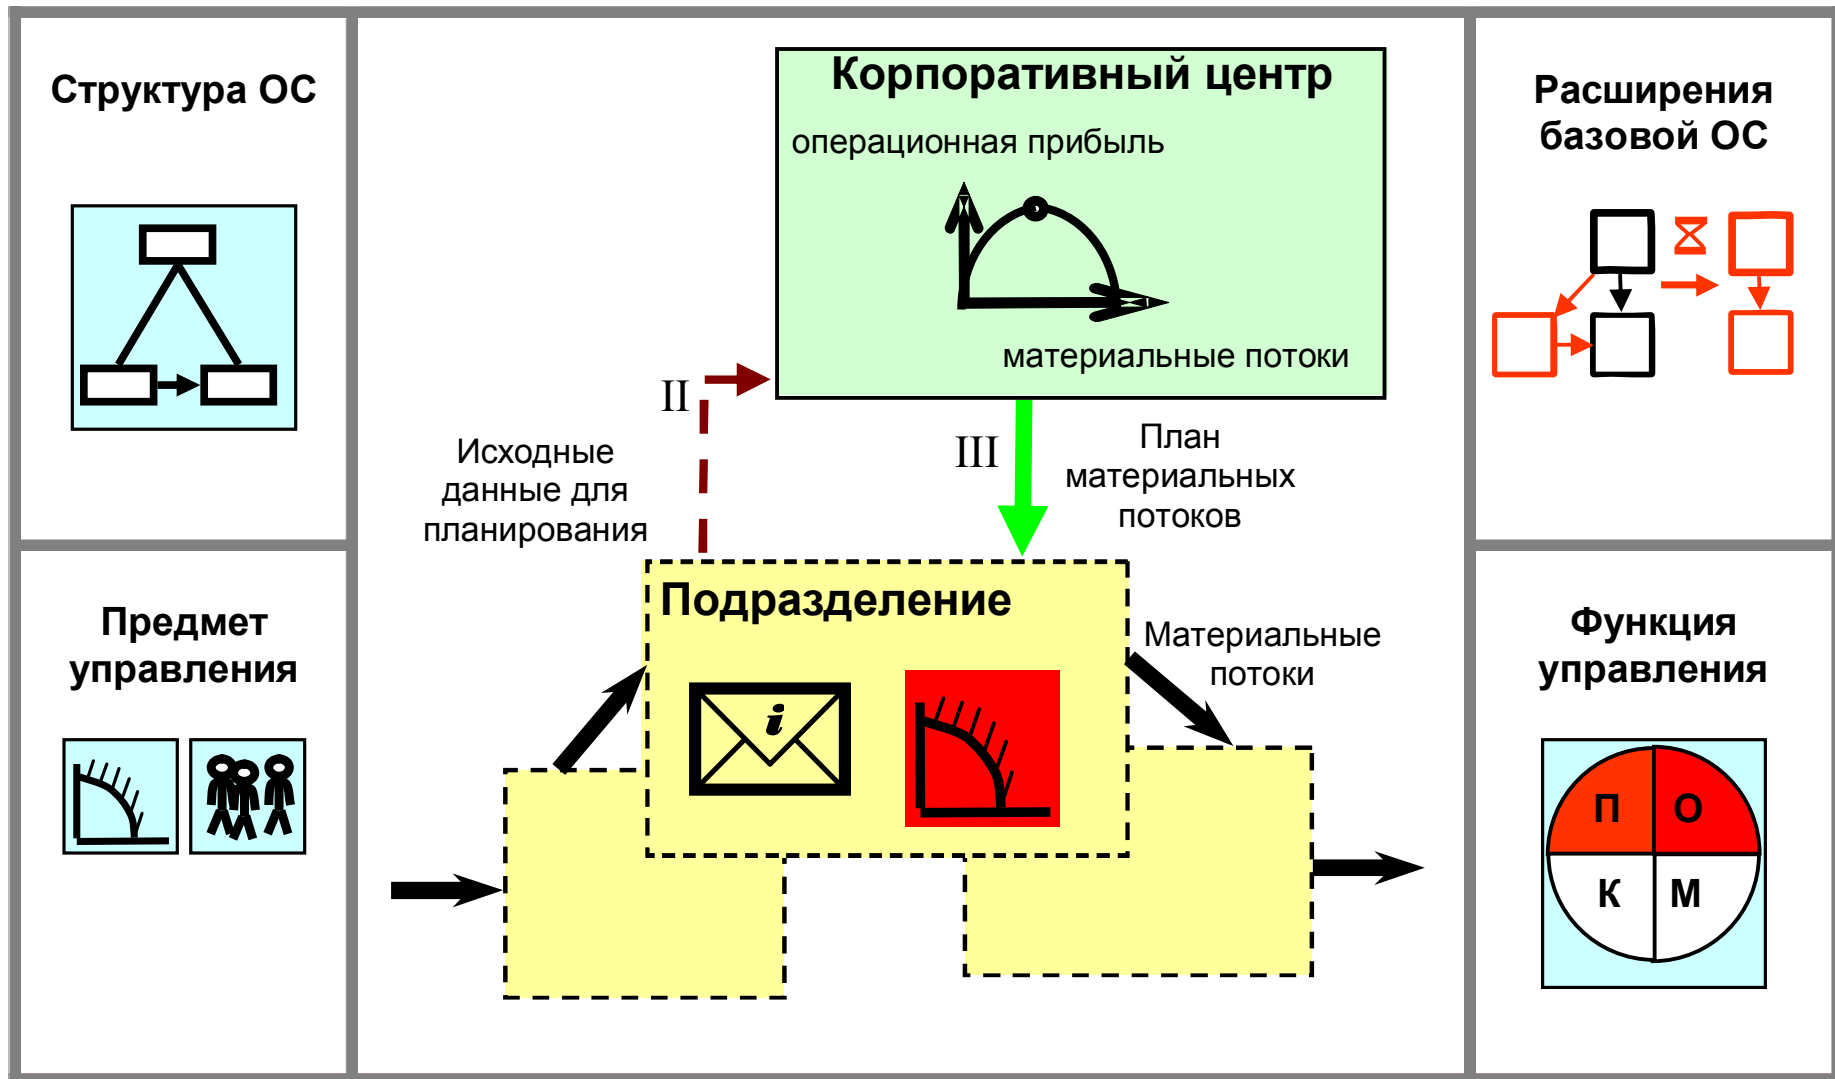 Структура ОС
Предмет
управления
Корпоративный центр
операционная прибыль
материальные потоки
II
Исходные
данные для
планирования
III
План
материальных
потоков
Подразделение
i
Материальные
потоки
Расширения
базовой ОС
Функция
управления
П О
К М